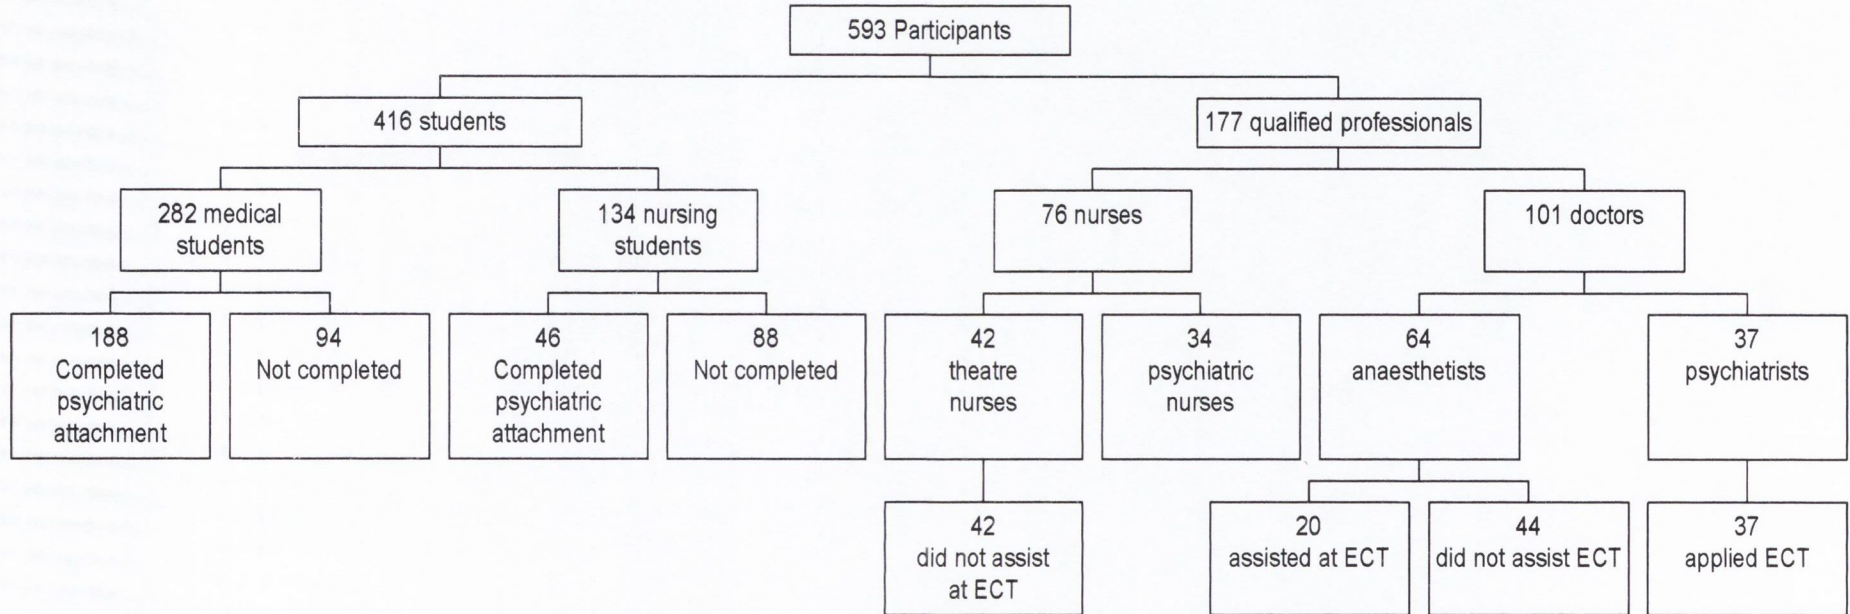 593 Participants
416 students
177 qualified professionals
282 medical
students
134 nursing
students
76 nurses
101 doctors
188
Completed
psychiatric
attachment
94
Not completed
46
Completed
psychiatric
attachment
88
Not completed
42
theatre
nurses
34
psychiatric
nurses
64
anaesthetists
37
psychiatrists
42
did not assist
at ECT
20
assisted at ECT
44
did not assist ECT
37
applied ECT